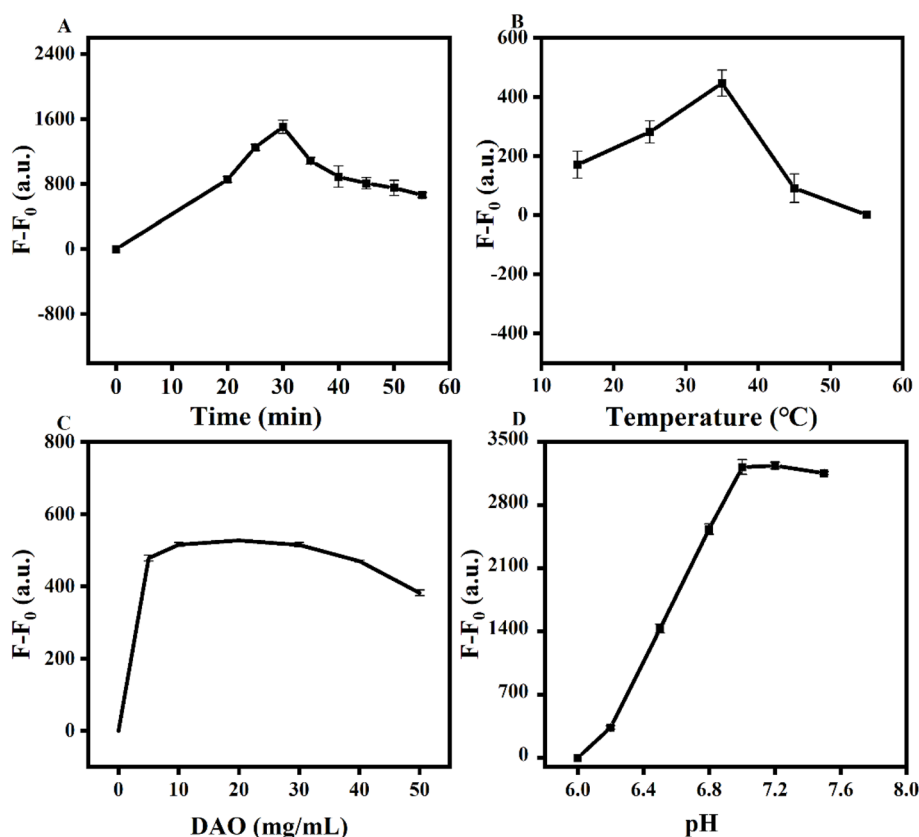 A
2400
1600
800
0
-800
F-F0 (a.u.)
0 10 20 30 40 50 60
Time (min)
B
600
400
200
0
-200
-400
F-F0 (a.u.)
10 20 30 40 50 60
Temperature (°C)
C
800
600
400
200
0
F-F0 (a.u.)
0 10 20 30 40 50
DAO (mg/mL)
D
3500
2800
2100
1400
700
0
F-F0 (a.u.)
6.0 6.4 6.8 7.2 7.6 8.0
pH